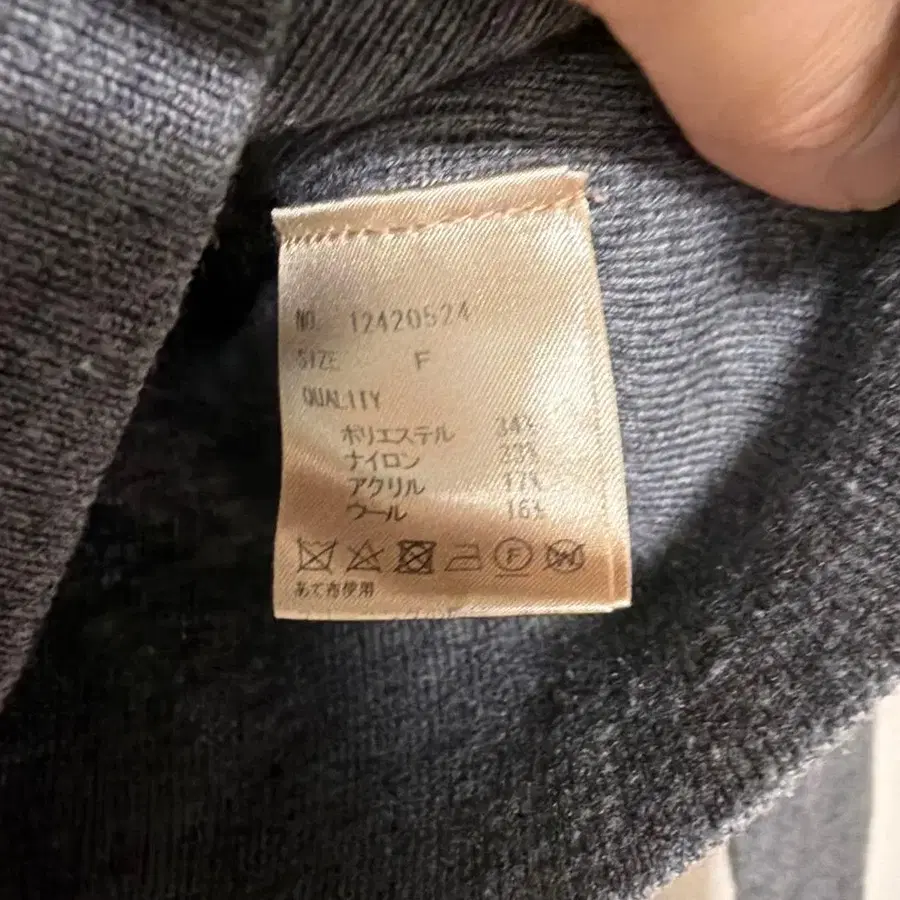 NO. 12420524
SIZE F
QUALITY
ポリエステル 34%
ナイロン 33%
アクリル 17%
ウール 16%
F W
あて布使用